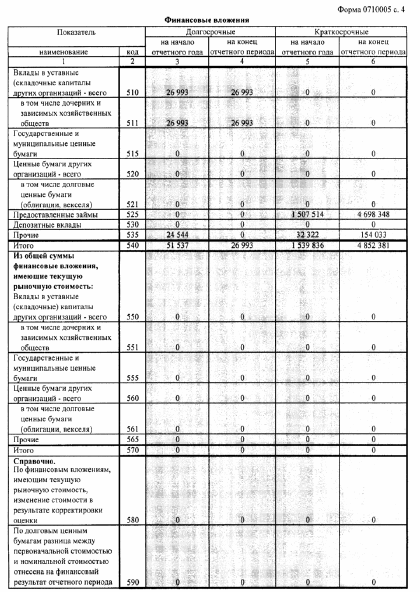 Форма 0710005 с. 4
Финансовые вложения
Показатель Долгосрочные Краткосрочные
наименование код на начало отчетного года на конец отчетного периода на начало отчетного года на конец отчетного периода
1 2 3 4 5 6
Вклады в уставные
(складочные капиталы
других организаций - всего 510 26 993 26 993 0 0
в том числе дочерних и
зависимых хозяйственных
обществ 511 26 993 26 993 0 0
Государственные и
муниципальные ценные
бумаги 515 0 0 0 0
Ценные бумаги других
организаций - всего 520 0 0 0 0
в том числе долговые
ценные бумаги
(облигации, векселя) 521 0 0 0 0
Предоставленные займы 525 0 0 1 507 514 4 698 348
Депозитные вклады 530 0 0 0 0
Прочие 535 24 544 0 32 322 154 033
Итого 540 51 537 26 993 1 539 836 4 852 381
Из общей суммы
финансовые вложения,
имеющие текущую
рыночную стоимость:
Вклады в уставные
(складочные) капиталы
других организаций - всего 550 0 0 0 0
в том числе дочерних и
зависимых хозяйственных
обществ 551 0 0 0 0
Государственные и
муниципальные ценные
бумаги 555 0 0 0 0
Ценные бумаги других
организаций - всего 560 0 0 0 0
в том числе долговые
ценные бумаги
(облигации, векселя) 561 0 0 0 0
Прочие 565 0 0 0 0
Итого 570 0 0 0 0
Справочно.
По финансовым вложениям,
имеющим текущую
рыночную стоимость,
изменение стоимости в
результате корректировки
оценки 580 0 0 0 0
По долговым ценным
бумагам разница между
первоначальной стоимостью
и номинальной стоимостью
отнесена на финансовый
результат отчетного периода 590 0 0 0 0